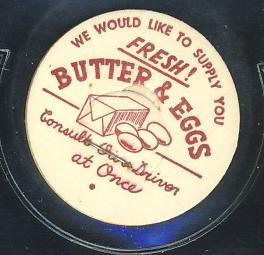 WE WOULD LIKE TO SUPPLY YOU
FRESH!
BUTTER & EGGS
Consult Our Driver
at Once